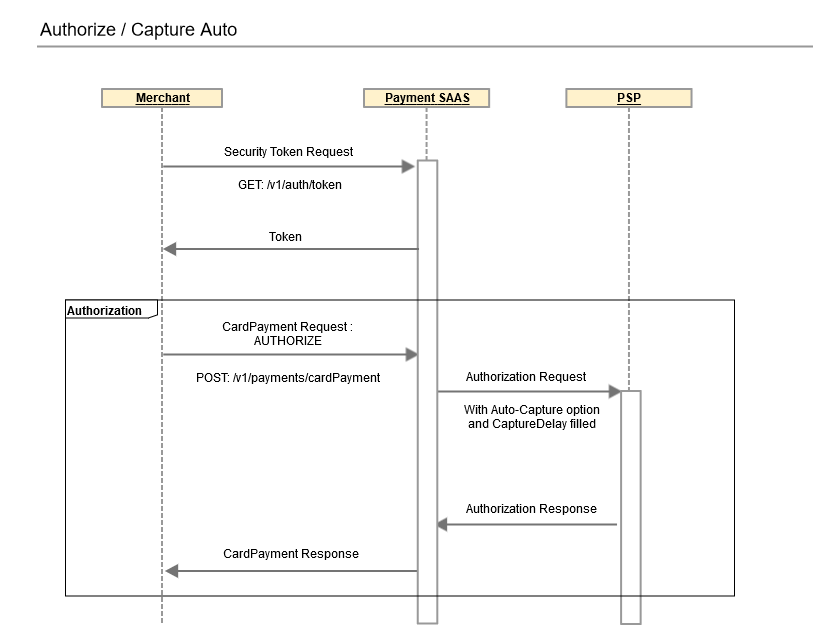 Authorize / Capture Auto
Merchant
Payment SAAS
PSP
Security Token Request
GET: /v1/auth/token
Token
Authorization
CardPayment Request :
AUTHORIZE
POST: /v1/payments/cardPayment
Authorization Request
With Auto-Capture option
and CaptureDelay filled
Authorization Response
CardPayment Response